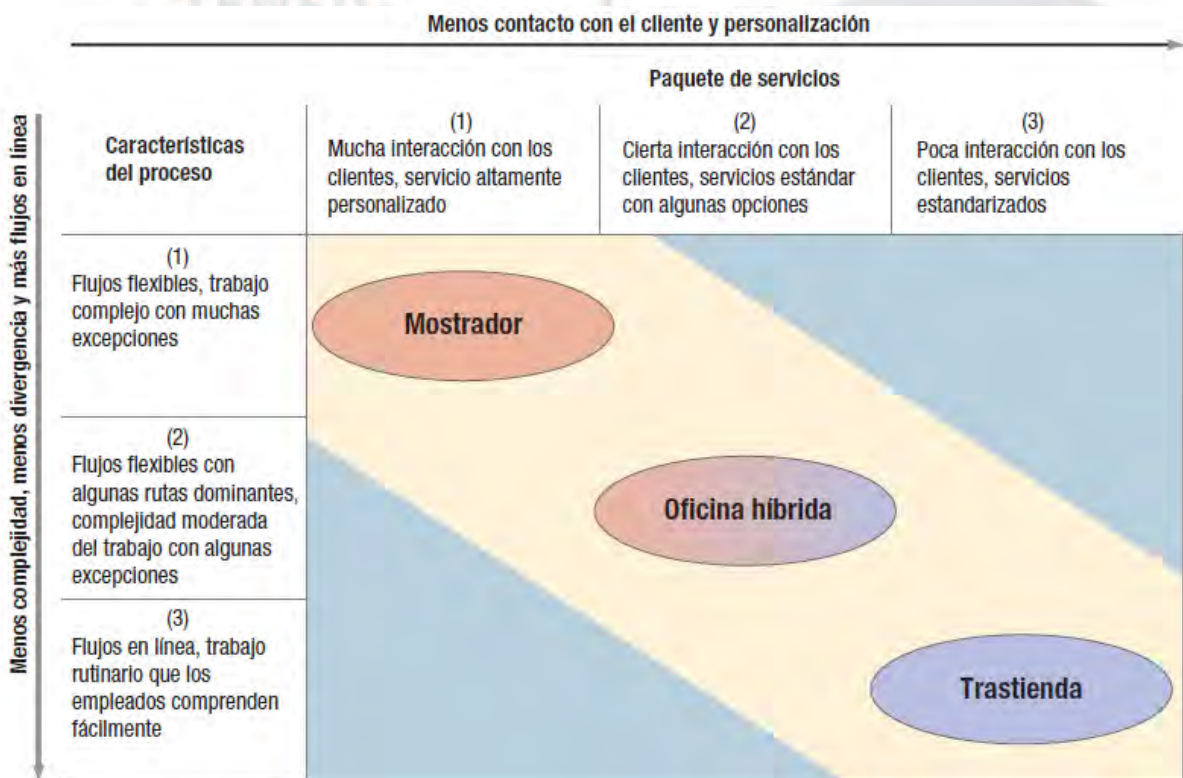 Menos contacto con el cliente y personalización
Paquete de servicios
Menos complejidad, menos divergencia y más flujos en línea
Características
del proceso
(1)
Mucha interacción con los
clientes, servicio altamente
personalizado
(2)
Cierta interacción con los
clientes, servicios estándar
con algunas opciones
(3)
Poca interacción con los
clientes, servicios
estandarizados
(1)
Flujos flexibles, trabajo
complejo con muchas
excepciones
Mostrador
(2)
Flujos flexibles con
algunas rutas dominantes,
complejidad moderada
del trabajo con algunas
excepciones
Oficina híbrida
(3)
Flujos en línea, trabajo
rutinario que los
empleados comprenden
fácilmente
Trastienda